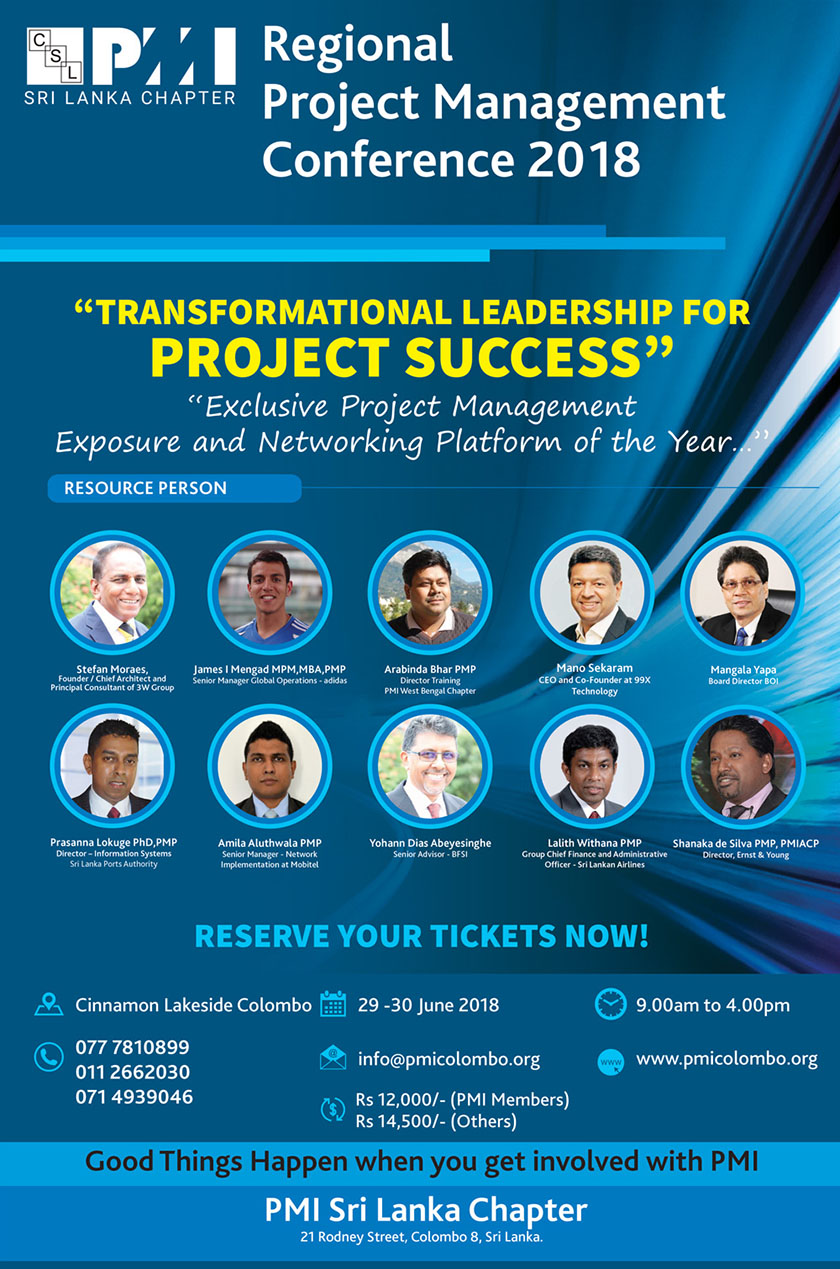 CSL PMI
SRI LANKA CHAPTER
Regional
Project Management
Conference 2018
“TRANSFORMATIONAL LEADERSHIP FOR
PROJECT SUCCESS”
“Exclusive Project Management
Exposure and Networking Platform of the Year...”
RESOURCE PERSON
Stefan Moraes,
Founder / Chief Architect and
Principal Consultant of 3W Group
James I Mengad MPM,MBA,PMP
Senior Manager Global Operations - adidas
Arabinda Bhar PMP
Director Training
PMI West Bengal Chapter
Mano Sekaram
CEO and Co-Founder at 99X
Technology
Mangala Yapa
Board Director BOI
Prasanna Lokuge PhD,PMP
Director – Information Systems
Sri Lanka Ports Authority
Amila Aluthwala PMP
Senior Manager - Network
Implementation at Mobitel
Yohann Dias Abeyesinghe
Senior Advisor - BFSI
Lalith Withana PMP
Group Chief Finance and Administrative
Officer - Sri Lankan Airlines
Shanaka de Silva PMP, PMIACP
Director, Ernst & Young
RESERVE YOUR TICKETS NOW!
Cinnamon Lakeside Colombo
29 -30 June 2018
9.00am to 4.00pm
077 7810899
011 2662030
071 4939046
info@pmicolombo.org
www
www.pmicolombo.org
Rs 12,000/- (PMI Members)
Rs 14,500/- (Others)
Good Things Happen when you get involved with PMI
PMI Sri Lanka Chapter
21 Rodney Street, Colombo 8, Sri Lanka.